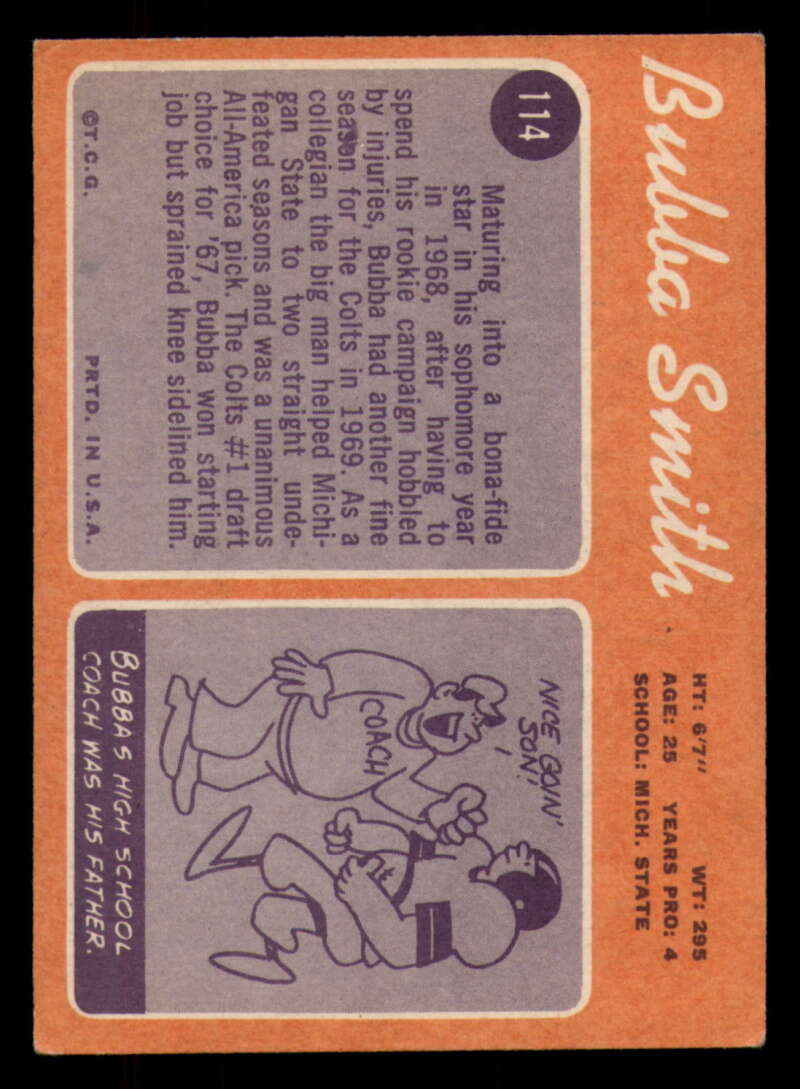 Bubba Smith
HT: 6'7" WT: 295
AGE: 25 YEARS PRO: 4
SCHOOL: MICH. STATE
114
Maturing into a bona-fide
star in his sophomore year
in 1968, after having to
spend his rookie campaign hobbled
by injuries, Bubba had another fine
season for the Colts in 1969. As a
collegian the big man helped Michi-
gan State to two straight unde-
feated seasons and was a unanimous
All-America pick. The Colts #1 draft
choice for '67, Bubba won starting
job but sprained knee sidelined him.
©T.C.G. PRTD. IN U.S.A.
NICE GOIN'
SON!
COACH
BUBBA'S HIGH SCHOOL
COACH WAS HIS FATHER.